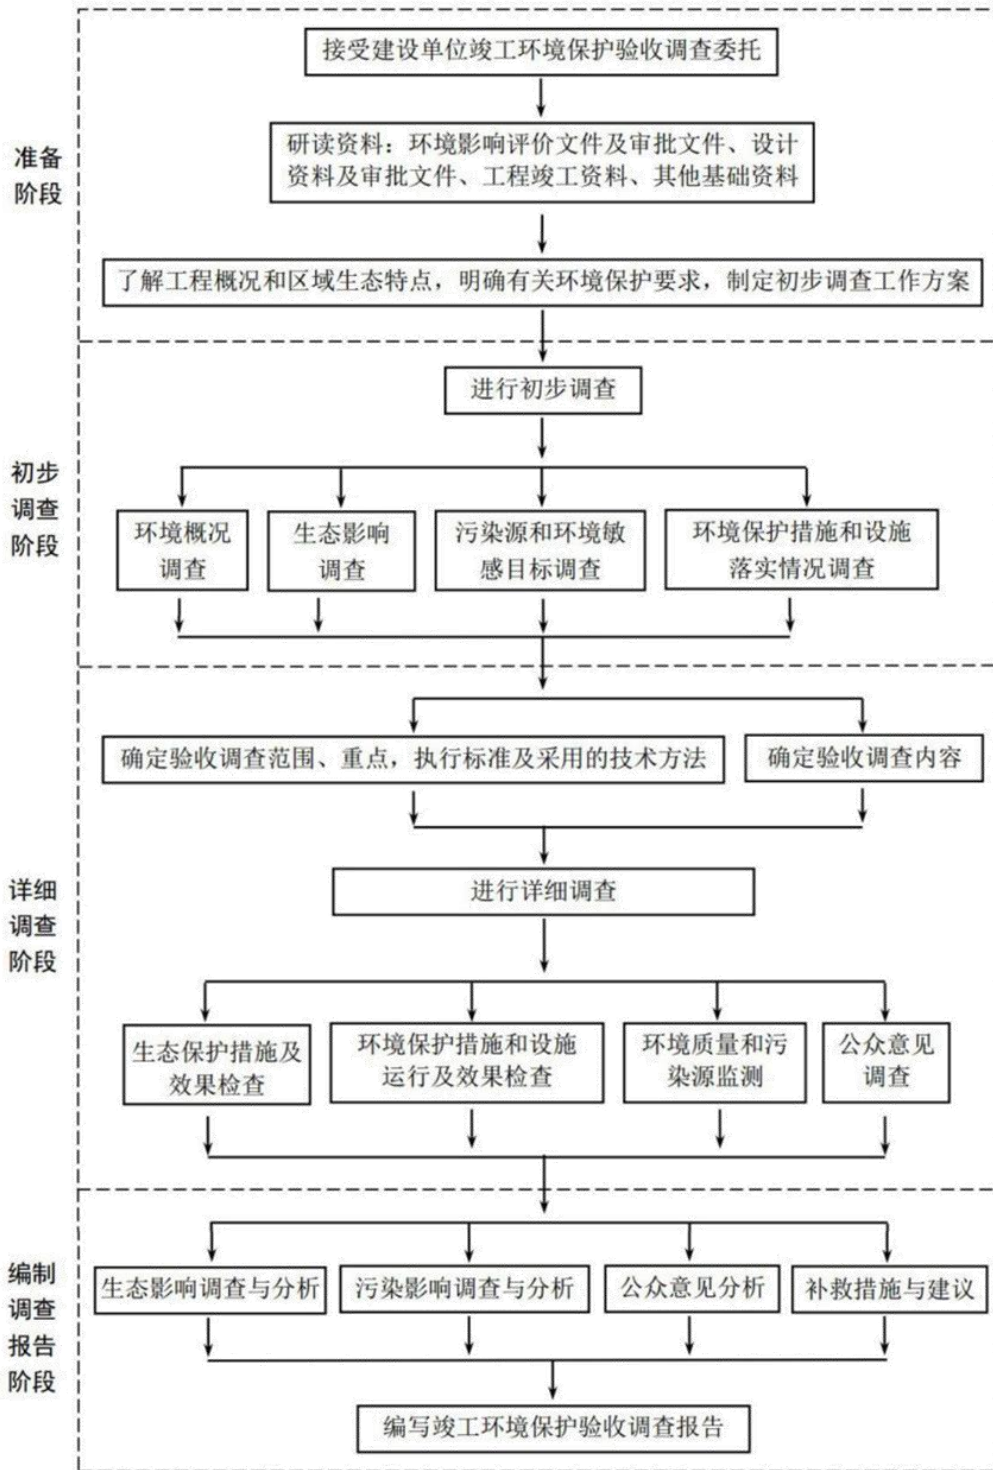 接受建设单位竣工环境保护验收调查委托
准备
阶段
研读资料：环境影响评价文件及审批文件、设计
资料及审批文件、工程竣工资料、其他基础资料
了解工程概况和区域生态特点，明确有关环境保护要求，制定初步调查工作方案
进行初步调查
初步
调查
阶段
环境概况
调查
生态影响
调查
污染源和环境敏
感目标调查
环境保护措施和设施
落实情况调查
确定验收调查范围、重点，执行标准及采用的技术方法
确定验收调查内容
详细
调查
阶段
进行详细调查
生态保护措施及
效果检查
环境保护措施和设施
运行及效果检查
环境质量和污
染源监测
公众意见
调查
编制
调查
报告
阶段
生态影响调查与分析
污染影响调查与分析
公众意见分析
补救措施与建议
编写竣工环境保护验收调查报告